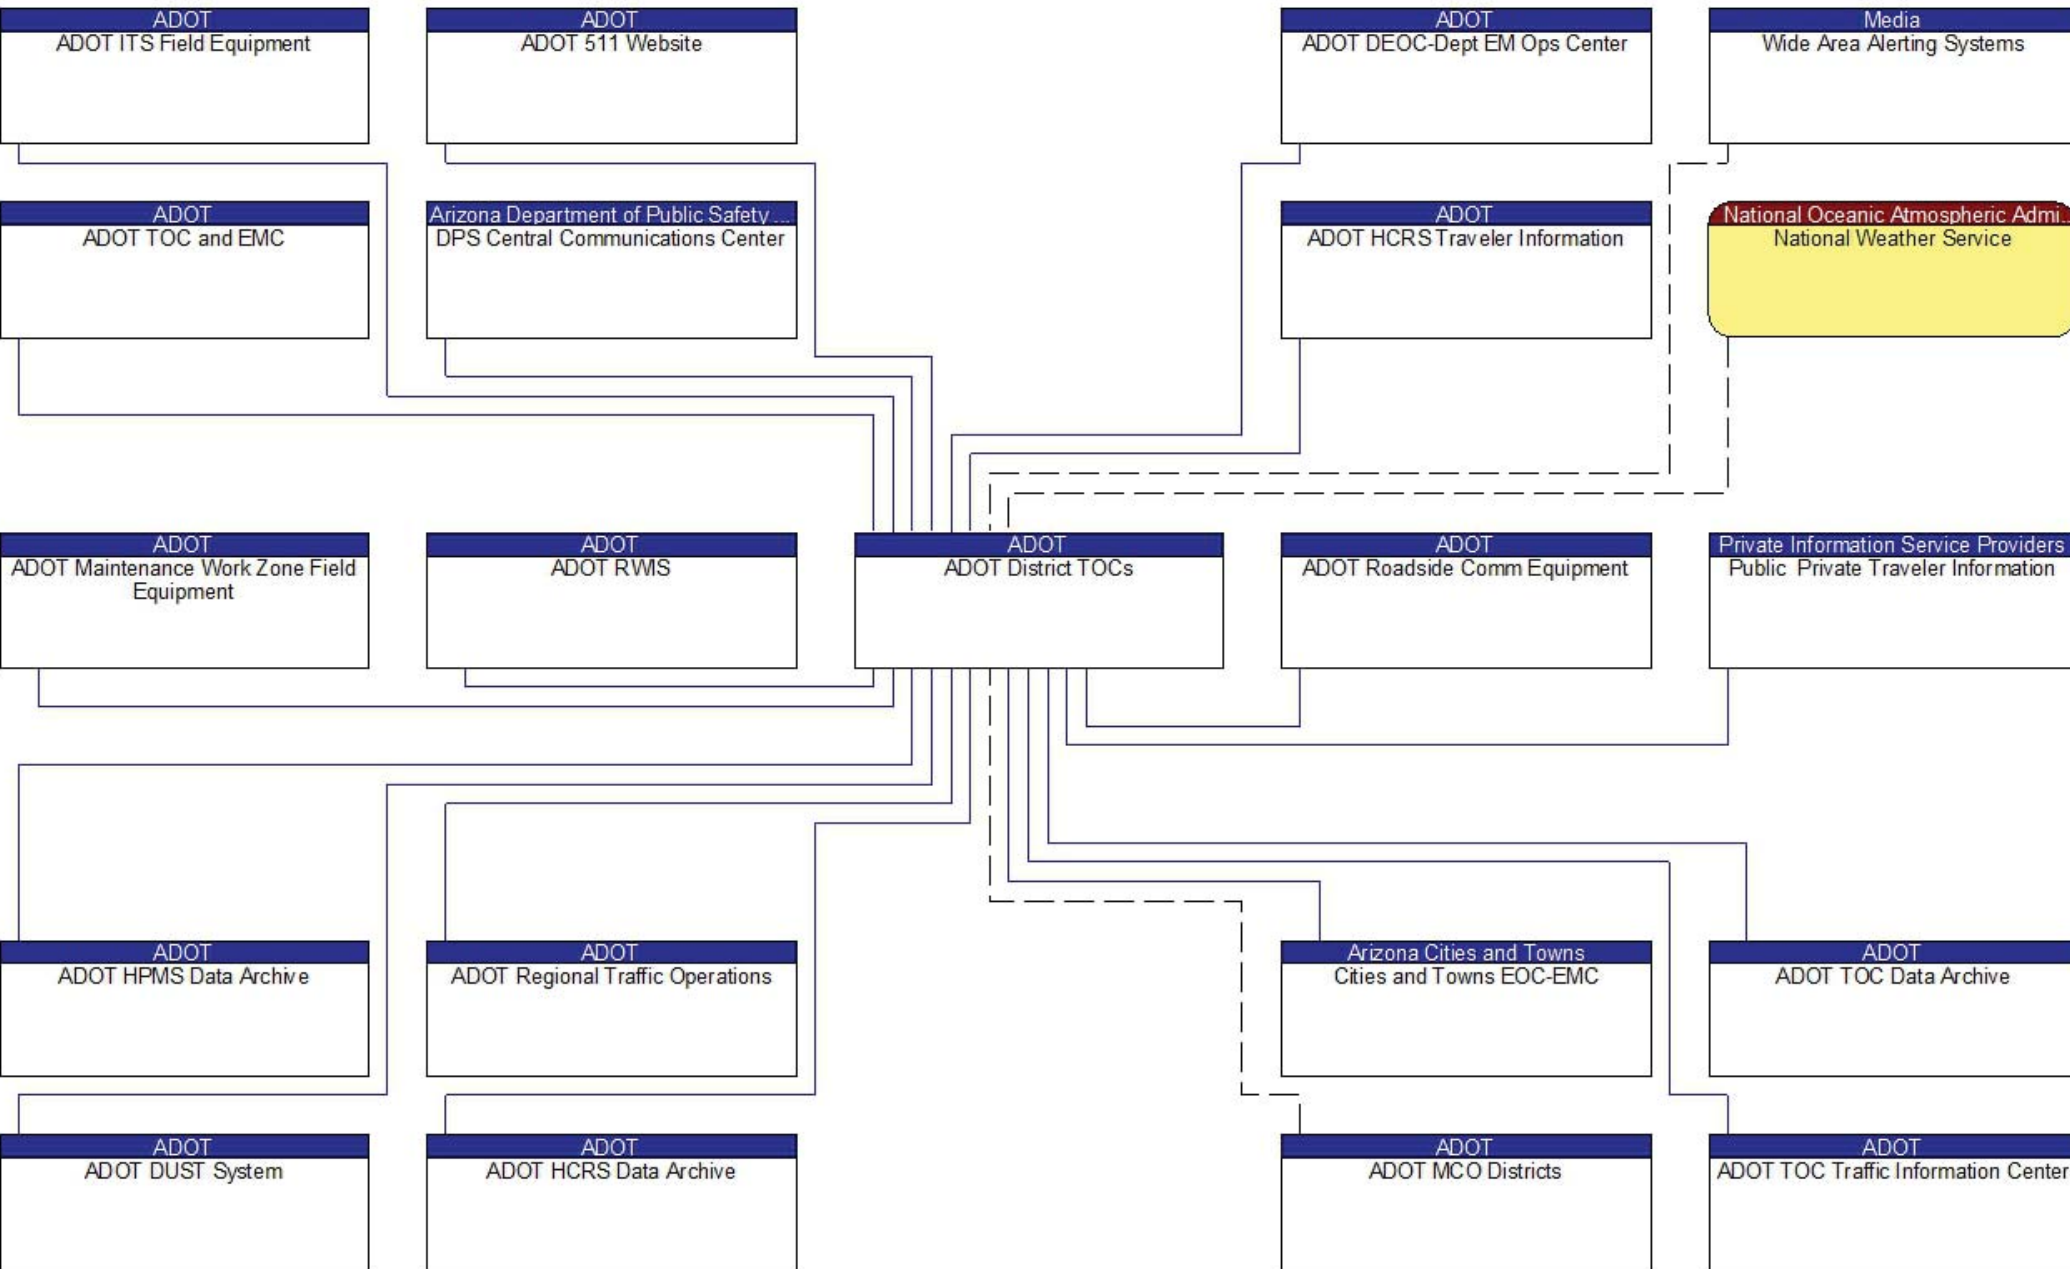 ADOT
ADOT ITS Field Equipment
ADOT
ADOT 511 Website
ADOT
ADOT DEOC-Dept EM Ops Center
Media
Wide Area Alerting Systems
ADOT
ADOT TOC and EMC
Arizona Department of Public Safety ...
DPS Central Communications Center
ADOT
ADOT HCRS Traveler Information
National Oceanic Atmospheric Admi...
National Weather Service
ADOT
ADOT Maintenance Work Zone Field
Equipment
ADOT
ADOT RWIS
ADOT
ADOT District TOCs
ADOT
ADOT Roadside Comm Equipment
Private Information Service Providers
Public Private Traveler Information
ADOT
ADOT HPMS Data Archive
ADOT
ADOT Regional Traffic Operations
Arizona Cities and Towns
Cities and Towns EOC-EMC
ADOT
ADOT TOC Data Archive
ADOT
ADOT DUST System
ADOT
ADOT HCRS Data Archive
ADOT
ADOT MCO Districts
ADOT
ADOT TOC Traffic Information Center